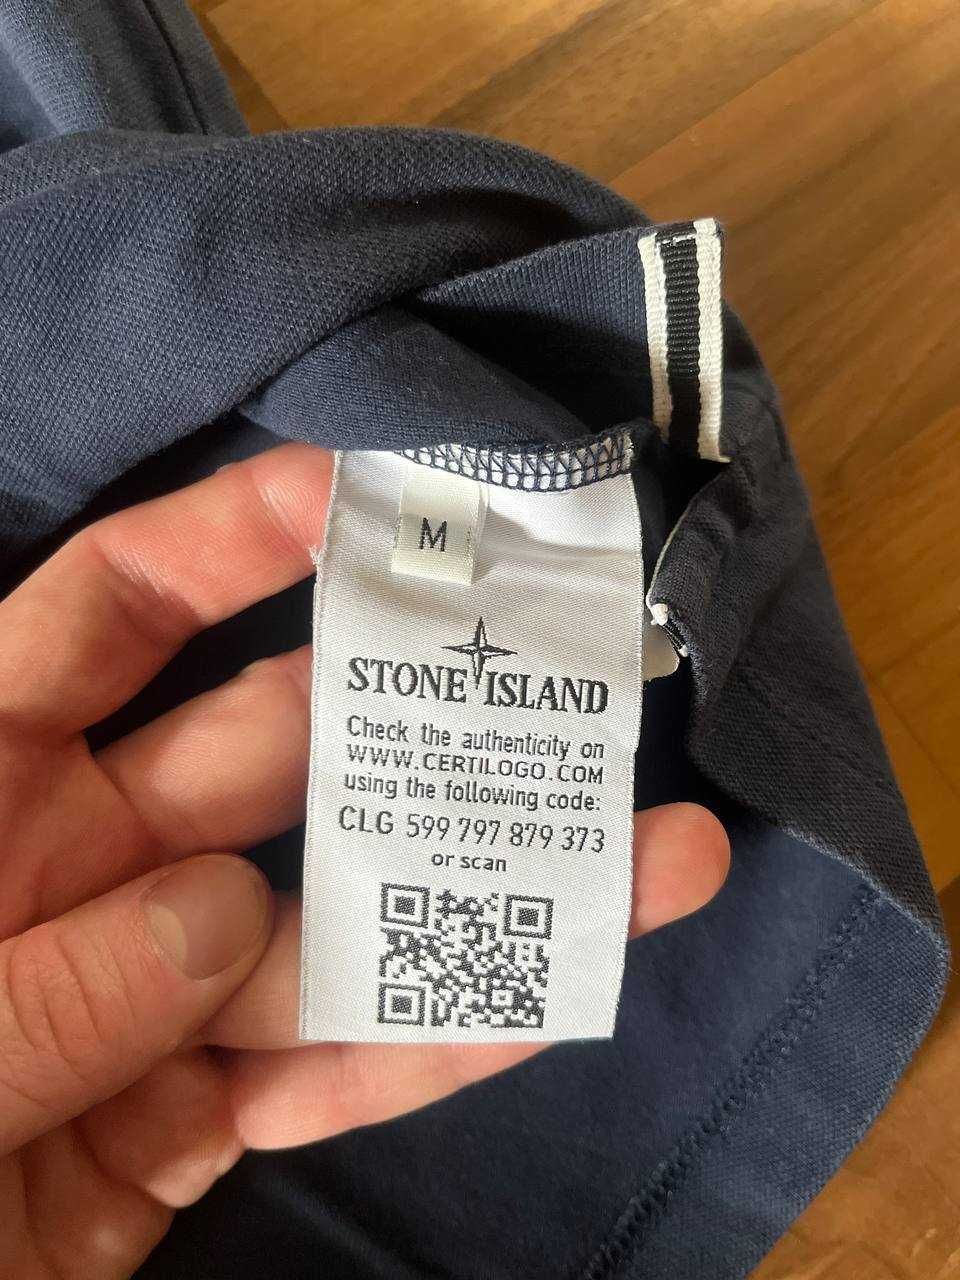 M
STONE ISLAND
Check the authenticity on
WWW.CERTILOGO.COM
using the following code:
CLG 599 797 879 373
or scan